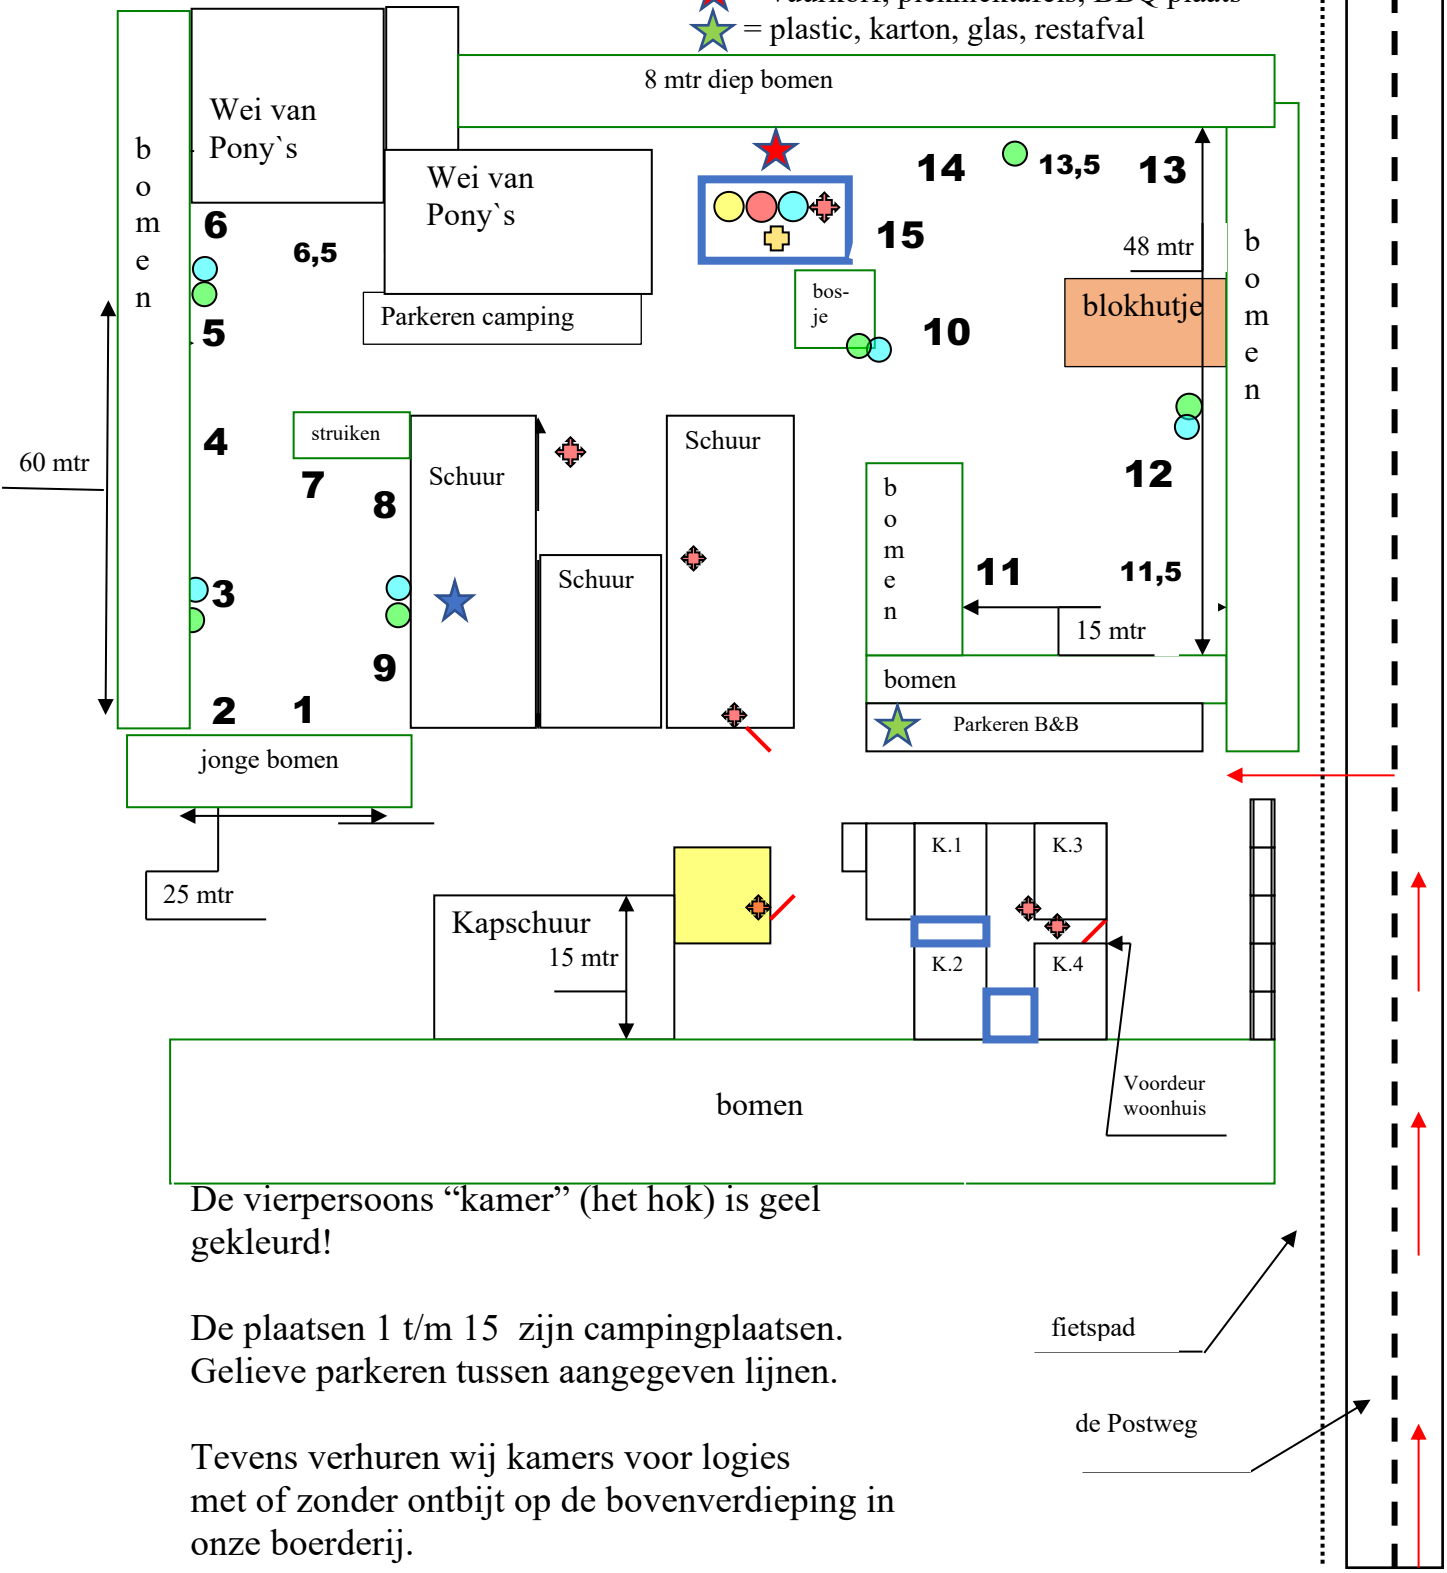 = vuurkorf, picknicktafels, BBQ plaats
= plastic, karton, glas, restafval
8 mtr diep bomen
Wei van
Pony`s
Wei van
Pony`s
b
o
m
e
n
6
6,5
5
Parkeren camping
14
13,5
13
15
48 mtr
bos-
je
10
blokhutje
b
o
m
e
n
60 mtr
4
struiken
7
8
Schuur
Schuur
Schuur
3
9
2
1
b
o
m
e
n
12
11
11,5
15 mtr
bomen
Parkeren B&B
jonge bomen
25 mtr
Kapschuur
15 mtr
K.1
K.3
K.2
K.4
Voordeur
woonhuis
bomen
De vierpersoons “kamer” (het hok) is geel
gekleurd!
De plaatsen 1 t/m 15 zijn campingplaatsen.
Gelieve parkeren tussen aangegeven lijnen.
Tevens verhuren wij kamers voor logies
met of zonder ontbijt op de bovenverdieping in
onze boerderij.
fietspad
de Postweg